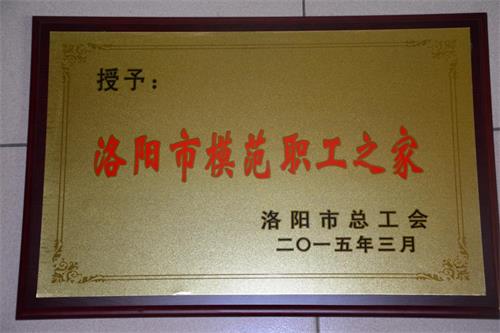 授予：
洛阳市模范职工之家
洛阳市总工会
二〇一五年三月